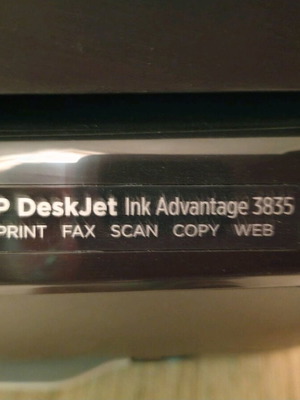 P DeskJet Ink Advantage 3835
PRINT FAX SCAN COPY WEB